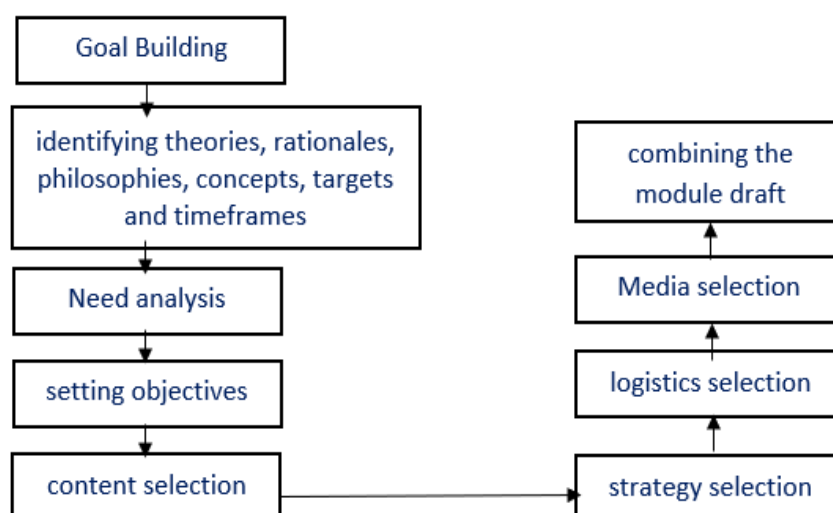 Goal Building
identifying theories, rationales,
philosophies, concepts, targets
and timeframes
Need analysis
setting objectives
content selection
strategy selection
logistics selection
Media selection
combining the
module draft